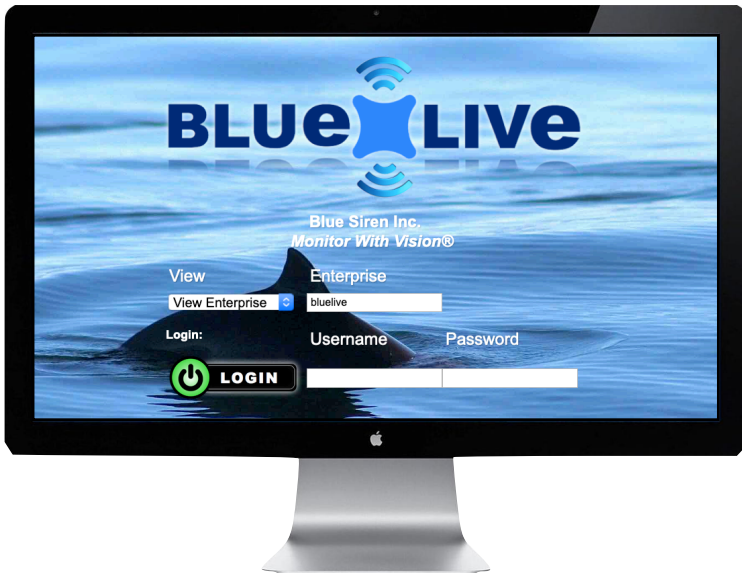 BLUe LIVe
Blue Siren Inc.
Monitor With Vision®
View Enterprise
View Enterprise bluelive
Login: Username Password
LOGIN